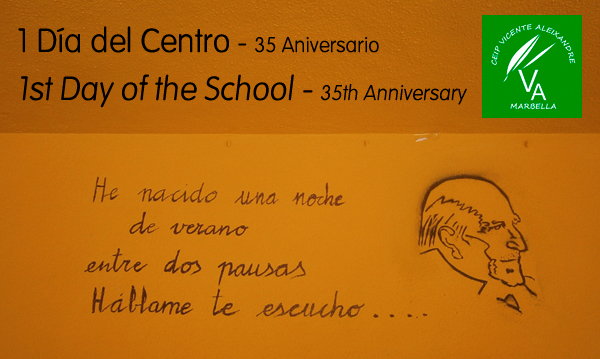 1 Día del Centro - 35 Aniversario
1st Day of the School - 35th Anniversary
CEIP VICENTE ALEIXANDRE
VA
MARBELLA
He nacido una noche
de verano
entre dos pausas
Háblame te escucho.....